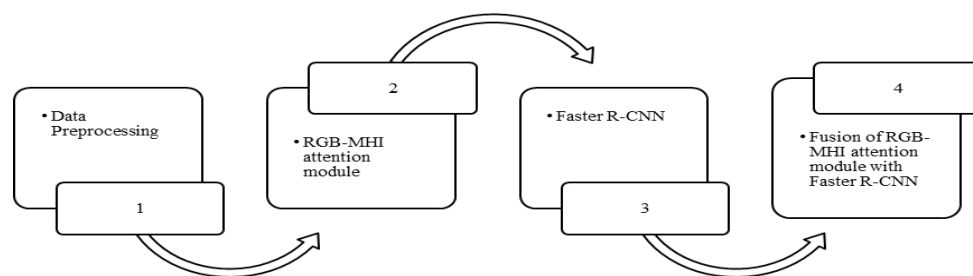 • Data
Preprocessing
1
2
• RGB-MHI
attention
module
• Faster R-CNN
3
4
• Fusion of RGB-
MHI attention
module with
Faster R-CNN